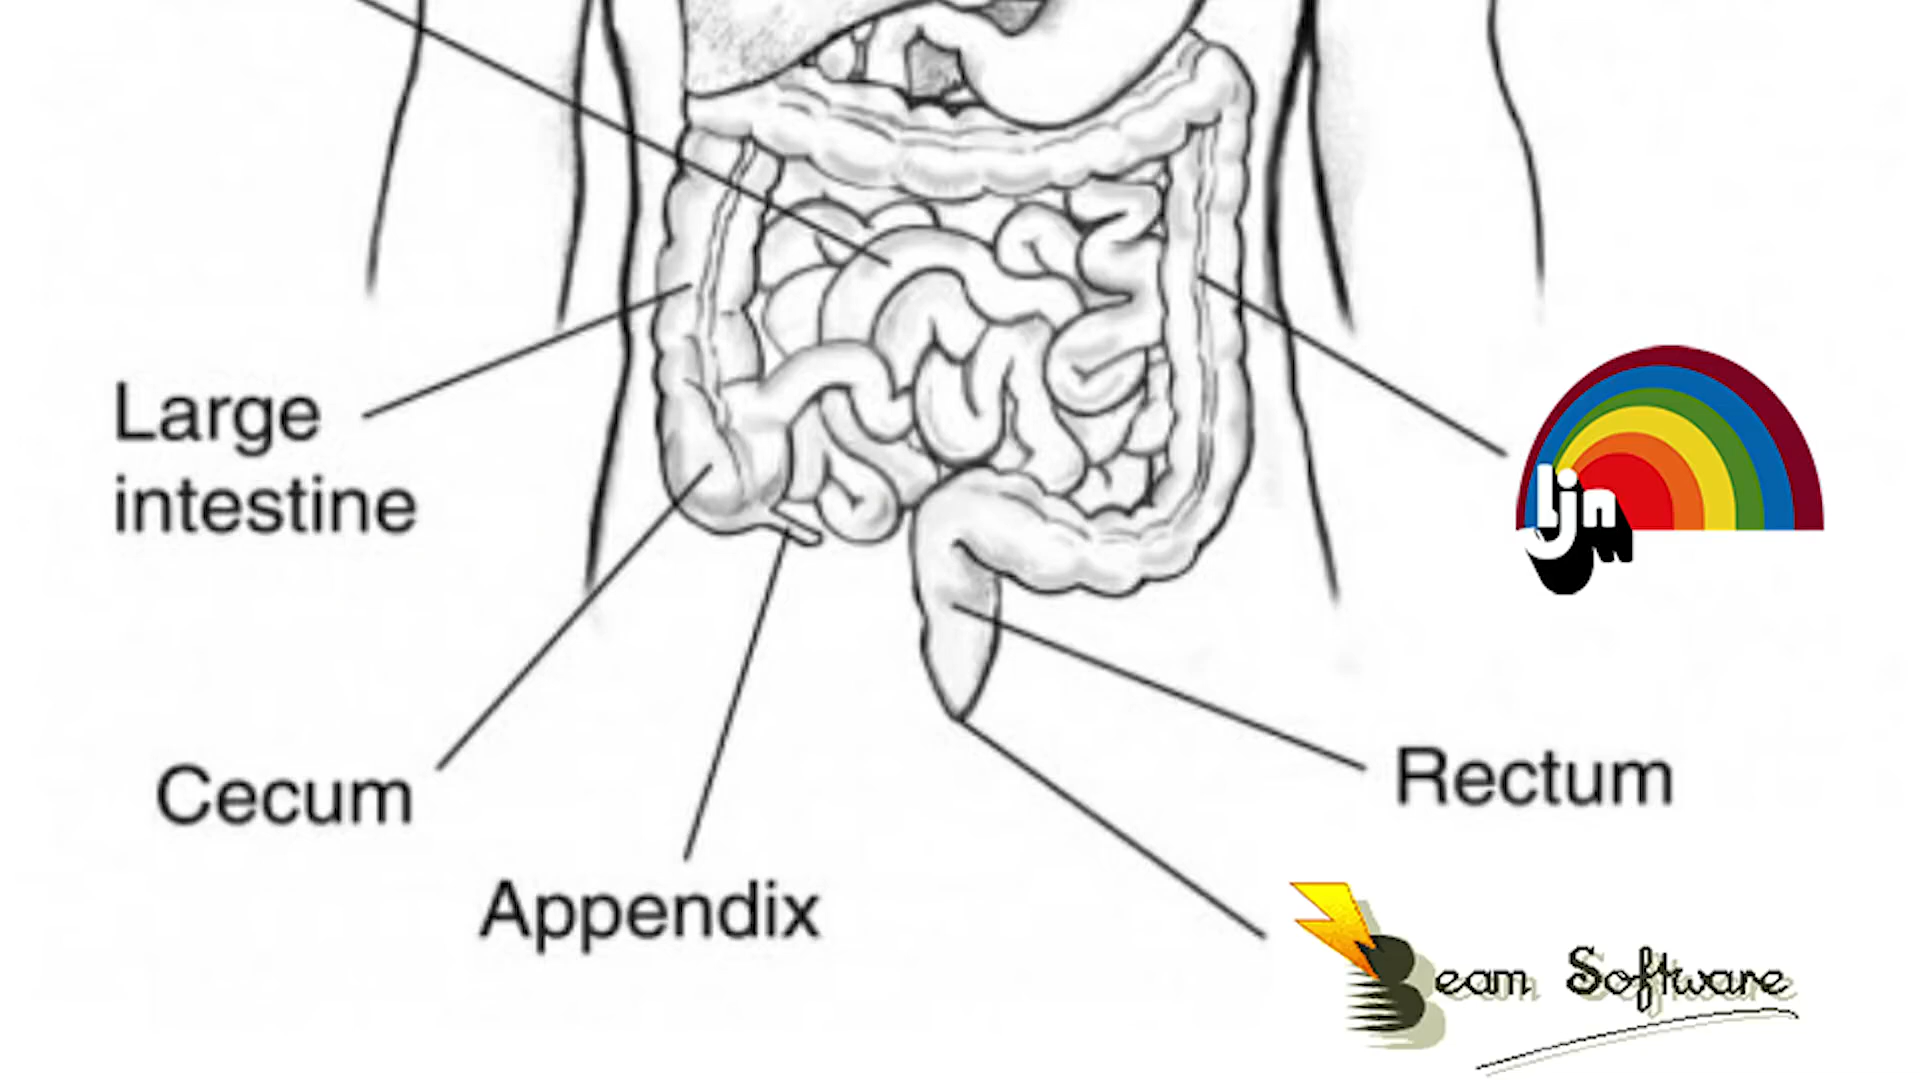 Large
intestine
ljn
Cecum
Rectum
Appendix
Beam Software